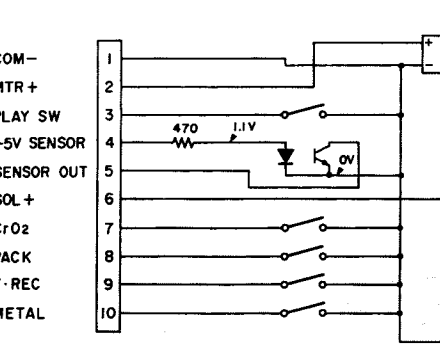 COM-
1
+
-
MTR+
2
PLAY SW
3
470
1.1V
+5V SENSOR
4
0V
SENSOR OUT
5
SOL+
6
CrO2
7
PACK
8
·REC
9
METAL
10